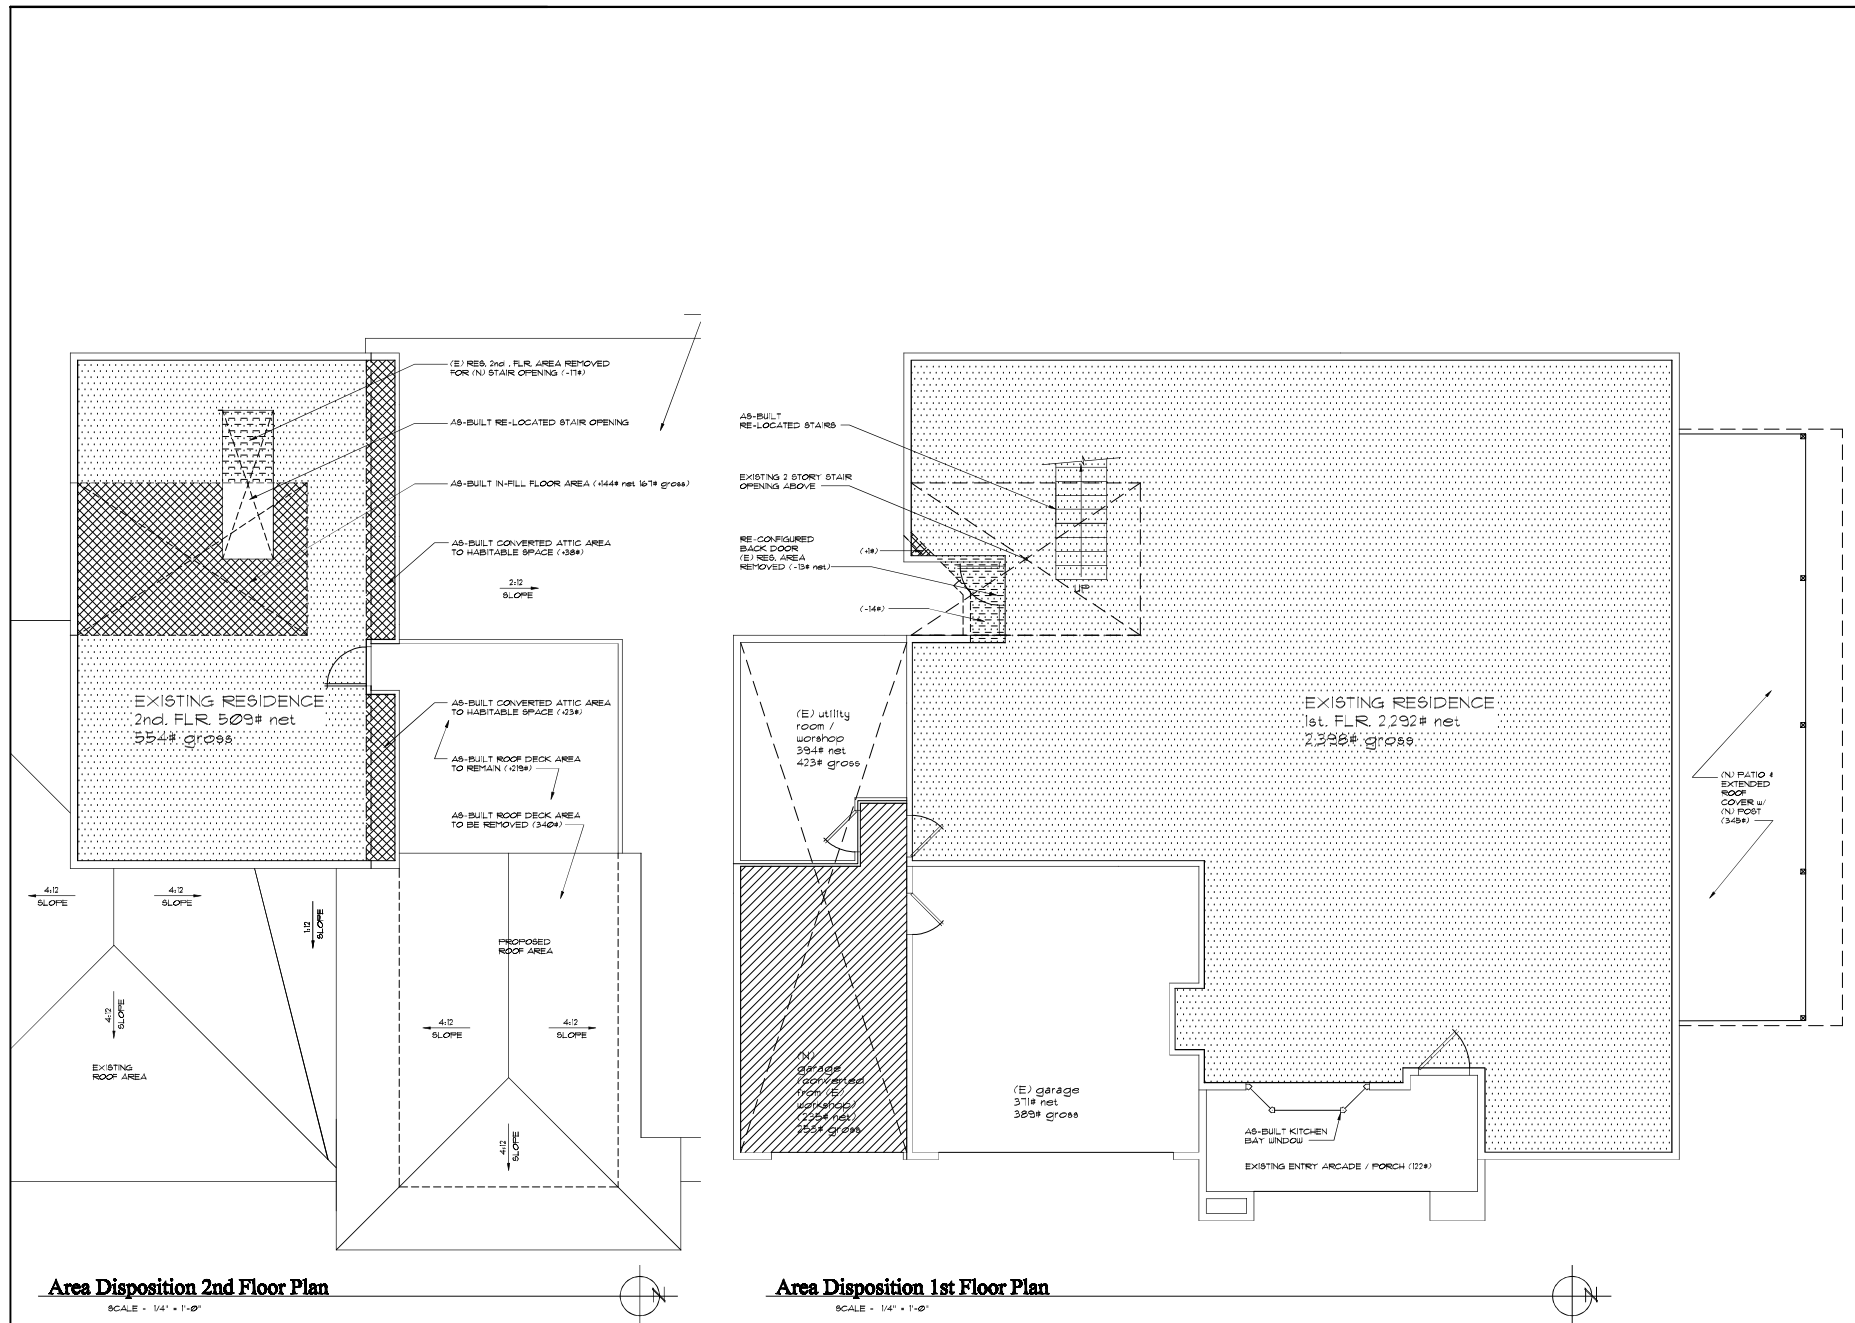 (E) RES. 2nd . FLR. AREA REMOVED
FOR (N) STAIR OPENING (-17#)
AS-BUILT RE-LOCATED STAIR OPENING
AS-BUILT IN-FILL FLOOR AREA (+144# net 167# gross)
AS-BUILT CONVERTED ATTIC AREA
TO HABITABLE SPACE (+38#)
2:12
SLOPE
EXISTING RESIDENCE
2nd. FLR. 509# net
554# gross
AS-BUILT CONVERTED ATTIC AREA
TO HABITABLE SPACE (+23#)
AS-BUILT ROOF DECK AREA
TO REMAIN (+219#)
AS-BUILT ROOF DECK AREA
TO BE REMOVED (340#)
4:12
SLOPE
4:12
SLOPE
1:12
SLOPE
4:12
SLOPE
EXISTING
ROOF AREA
PROPOSED
ROOF AREA
4:12
SLOPE
4:12
SLOPE
4:12
SLOPE
Area Disposition 2nd Floor Plan
SCALE - 1/4" = 1'-0"
N
AS-BUILT
RE-LOCATED STAIRS
EXISTING 2 STORY STAIR
OPENING ABOVE
RE-CONFIGURED
BACK DOOR
(E) RES. AREA
REMOVED (-13# net)
(+1#)
(-14#)
UP
(E) utility
room /
worshop
394# net
423# gross
EXISTING RESIDENCE
1st. FLR. 2,292# net
2,398# gross
(N) PATIO &
EXTENDED
ROOF
COVER w/
(N) POST
(345#)
(N)
garage
(converted
from (E)
workshop)
(235# net)
253# gross
(E) garage
371# net
389# gross
AS-BUILT KITCHEN
BAY WINDOW
EXISTING ENTRY ARCADE / PORCH (122#)
Area Disposition 1st Floor Plan
SCALE - 1/4" = 1'-0"
N